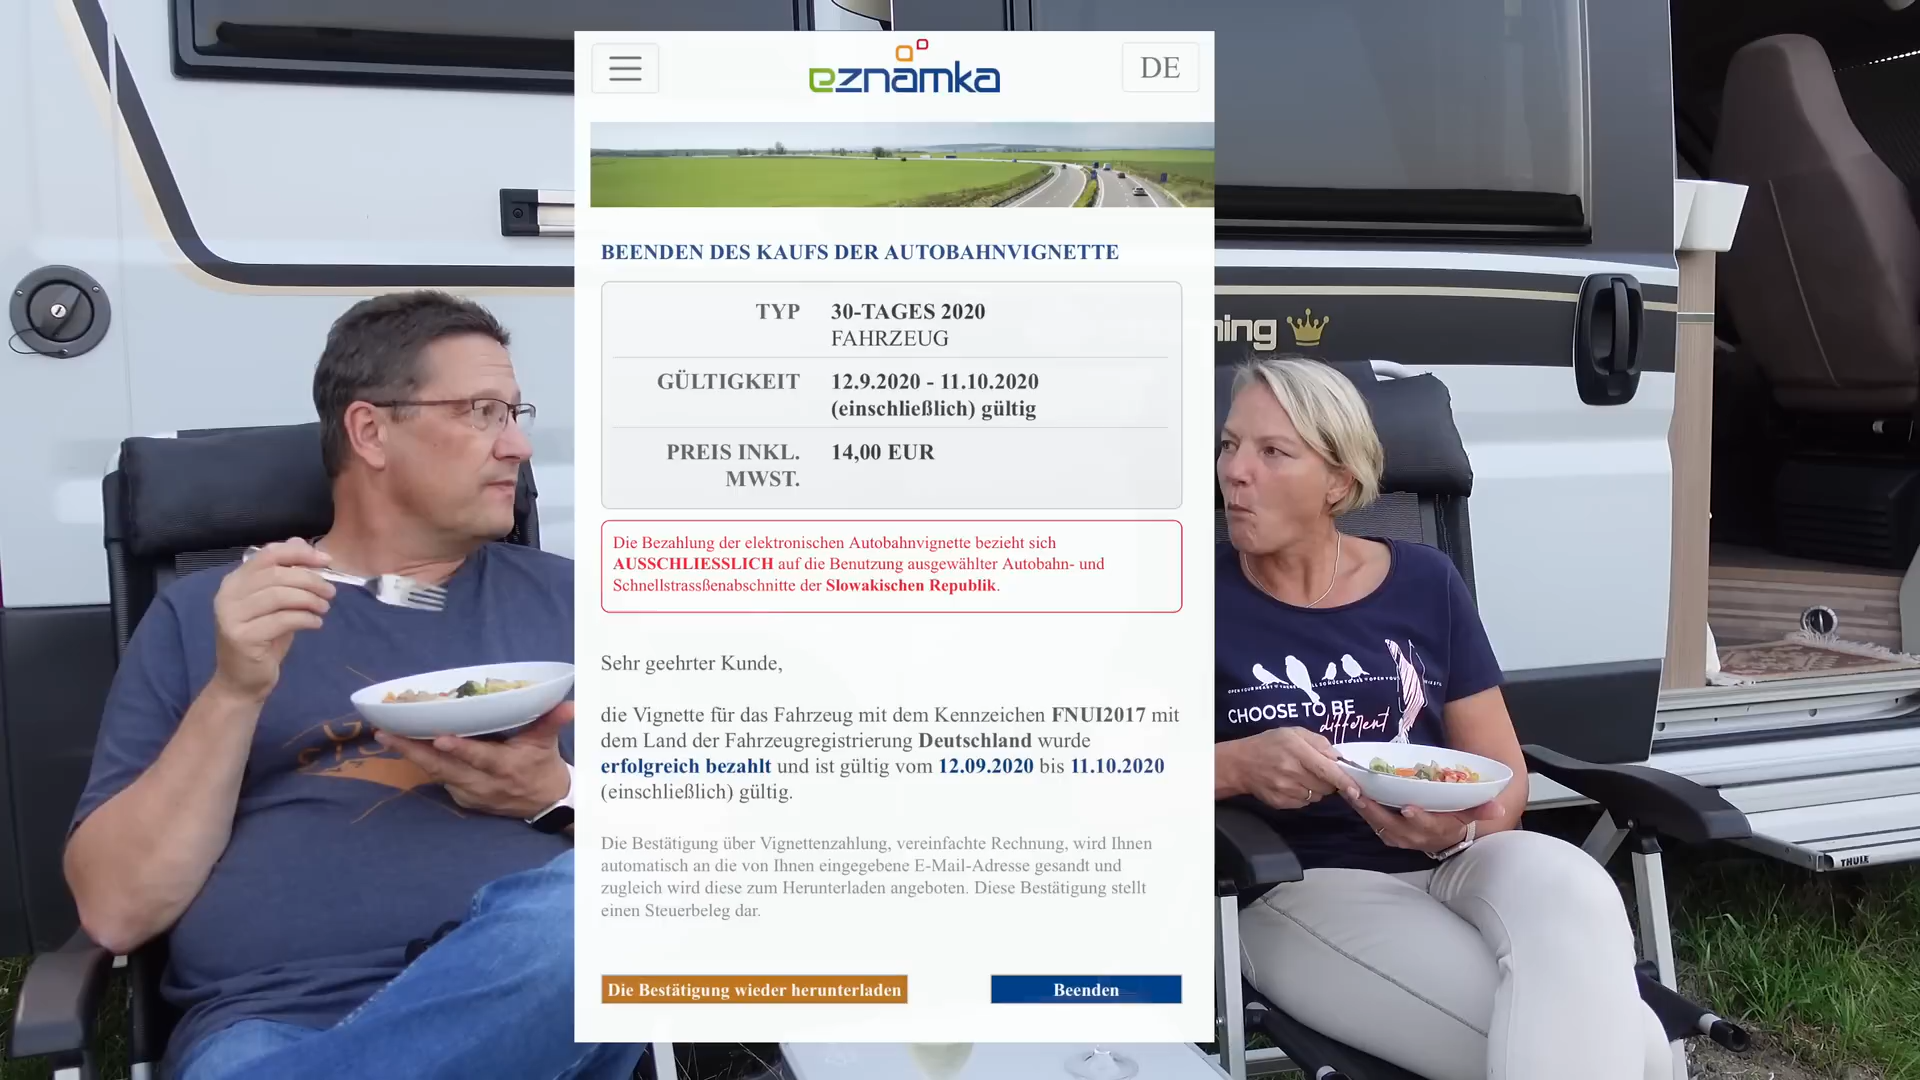 eznamka
DE
BEENDEN DES KAUFS DER AUTOBAHNVIGNETTE
TYP 30-TAGES 2020
FAHRZEUG
GÜLTIGKEIT 12.9.2020 - 11.10.2020
(einschließlich) gültig
PREIS INKL. 14,00 EUR
MWST.
Die Bezahlung der elektronischen Autobahnvignette bezieht sich
AUSSCHLIESSLICH auf die Benutzung ausgewählter Autobahn- und
Schnellstrassßenabschnitte der Slowakischen Republik.
Sehr geehrter Kunde,
die Vignette für das Fahrzeug mit dem Kennzeichen FNUI2017 mit
dem Land der Fahrzeugregistrierung Deutschland wurde
erfolgreich bezahlt und ist gültig vom 12.09.2020 bis 11.10.2020
(einschließlich) gültig.
Die Bestätigung über Vignettenzahlung, vereinfachte Rechnung, wird Ihnen
automatisch an die von Ihnen eingegebene E-Mail-Adresse gesandt und
zugleich wird diese zum Herunterladen angeboten. Diese Bestätigung stellt
einen Steuerbeleg dar.
Die Bestätigung wieder herunterladen
Beenden
CHOOSE TO BE
different
THULE